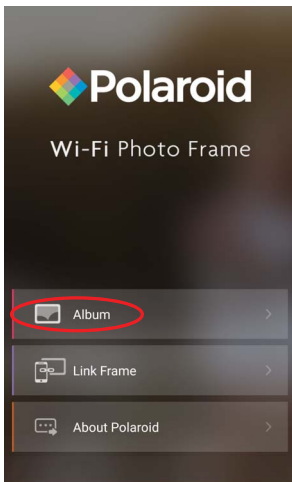 Polaroid
Wi-Fi Photo Frame
Album
Link Frame
About Polaroid